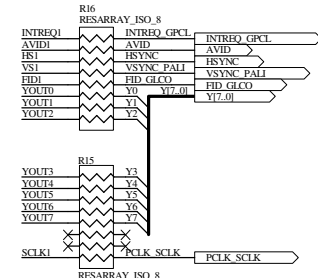 R16
RESARRAY_ISO_8
INTREQ1 INTREQ_GPCL INTREQ_GPCL
AVID1 AVID AVID
HS1 HSYNC HSYNC
VS1 VSYNC_PALI VSYNC_PALI
FID1 FID_GLCO FID_GLCO
YOUT0 Y0 Y[7..0] Y[7..0]
YOUT1 Y1
YOUT2 Y2
R15
YOUT3 Y3
YOUT4 Y4
YOUT5 Y5
YOUT6 Y6
YOUT7 Y7
SCLK1 PCLK_SCLK PCLK_SCLK
RESARRAY_ISO_8